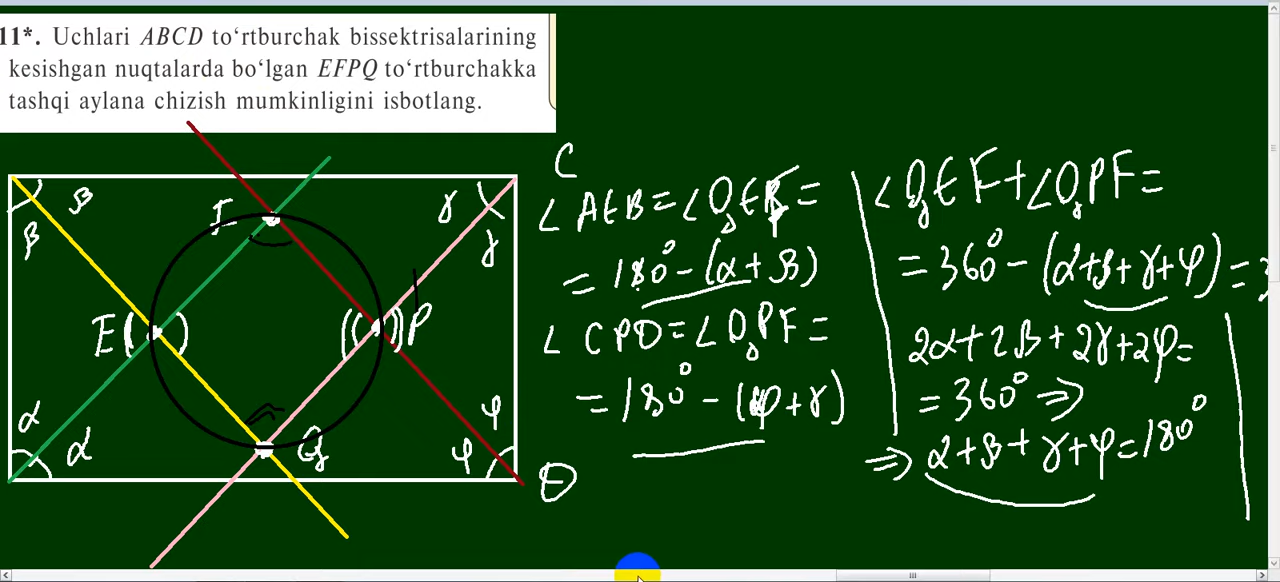 11*. Uchlari ABCD to‘rtburchak bissektrisalarining
kesishgan nuqtalarda bo‘lgan EFPQ to‘rtburchakka
tashqi aylana chizish mumkinligini isbotlang.
β
β
γ
γ
F
E
P
Q
α
α
φ
φ
C
D
∠AEB=∠QEF=
=180°-(α+β)
∠CPD=∠QPF=
=180°-(φ+γ)
∠QEF+∠QPF=
=360°-(α+β+γ+φ)=3
2α+2β+2γ+2φ=
=360° ⇒
⇒ α+β+γ+φ=180°